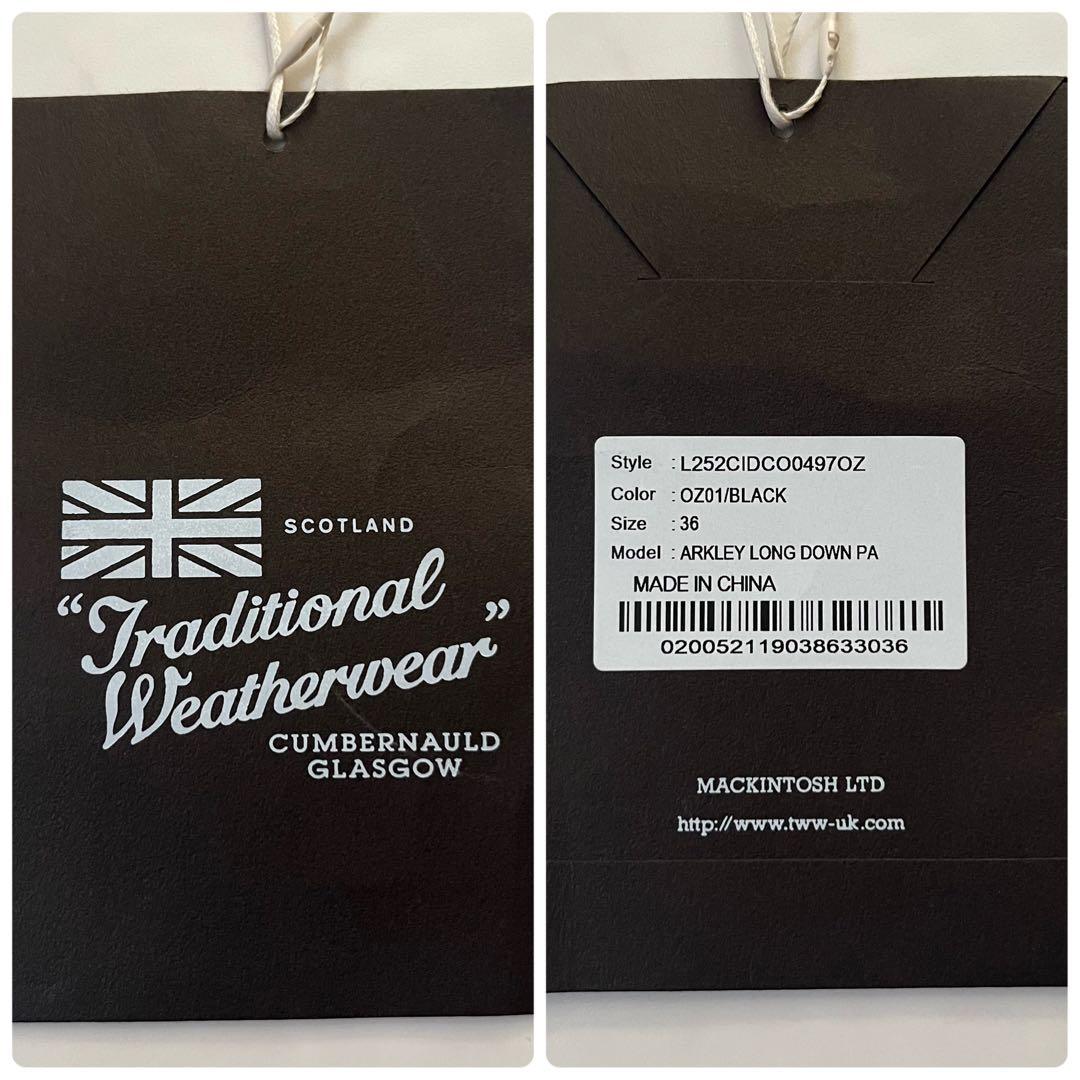 SCOTLAND
“Traditional
Weatherwear”
CUMBERNAULD
GLASGOW
Style : L252CIDCO0497OZ
Color : OZ01/BLACK
Size : 36
Model : ARKLEY LONG DOWN PA
MADE IN CHINA
020052119038633036
MACKINTOSH LTD
http://www.tww-uk.com